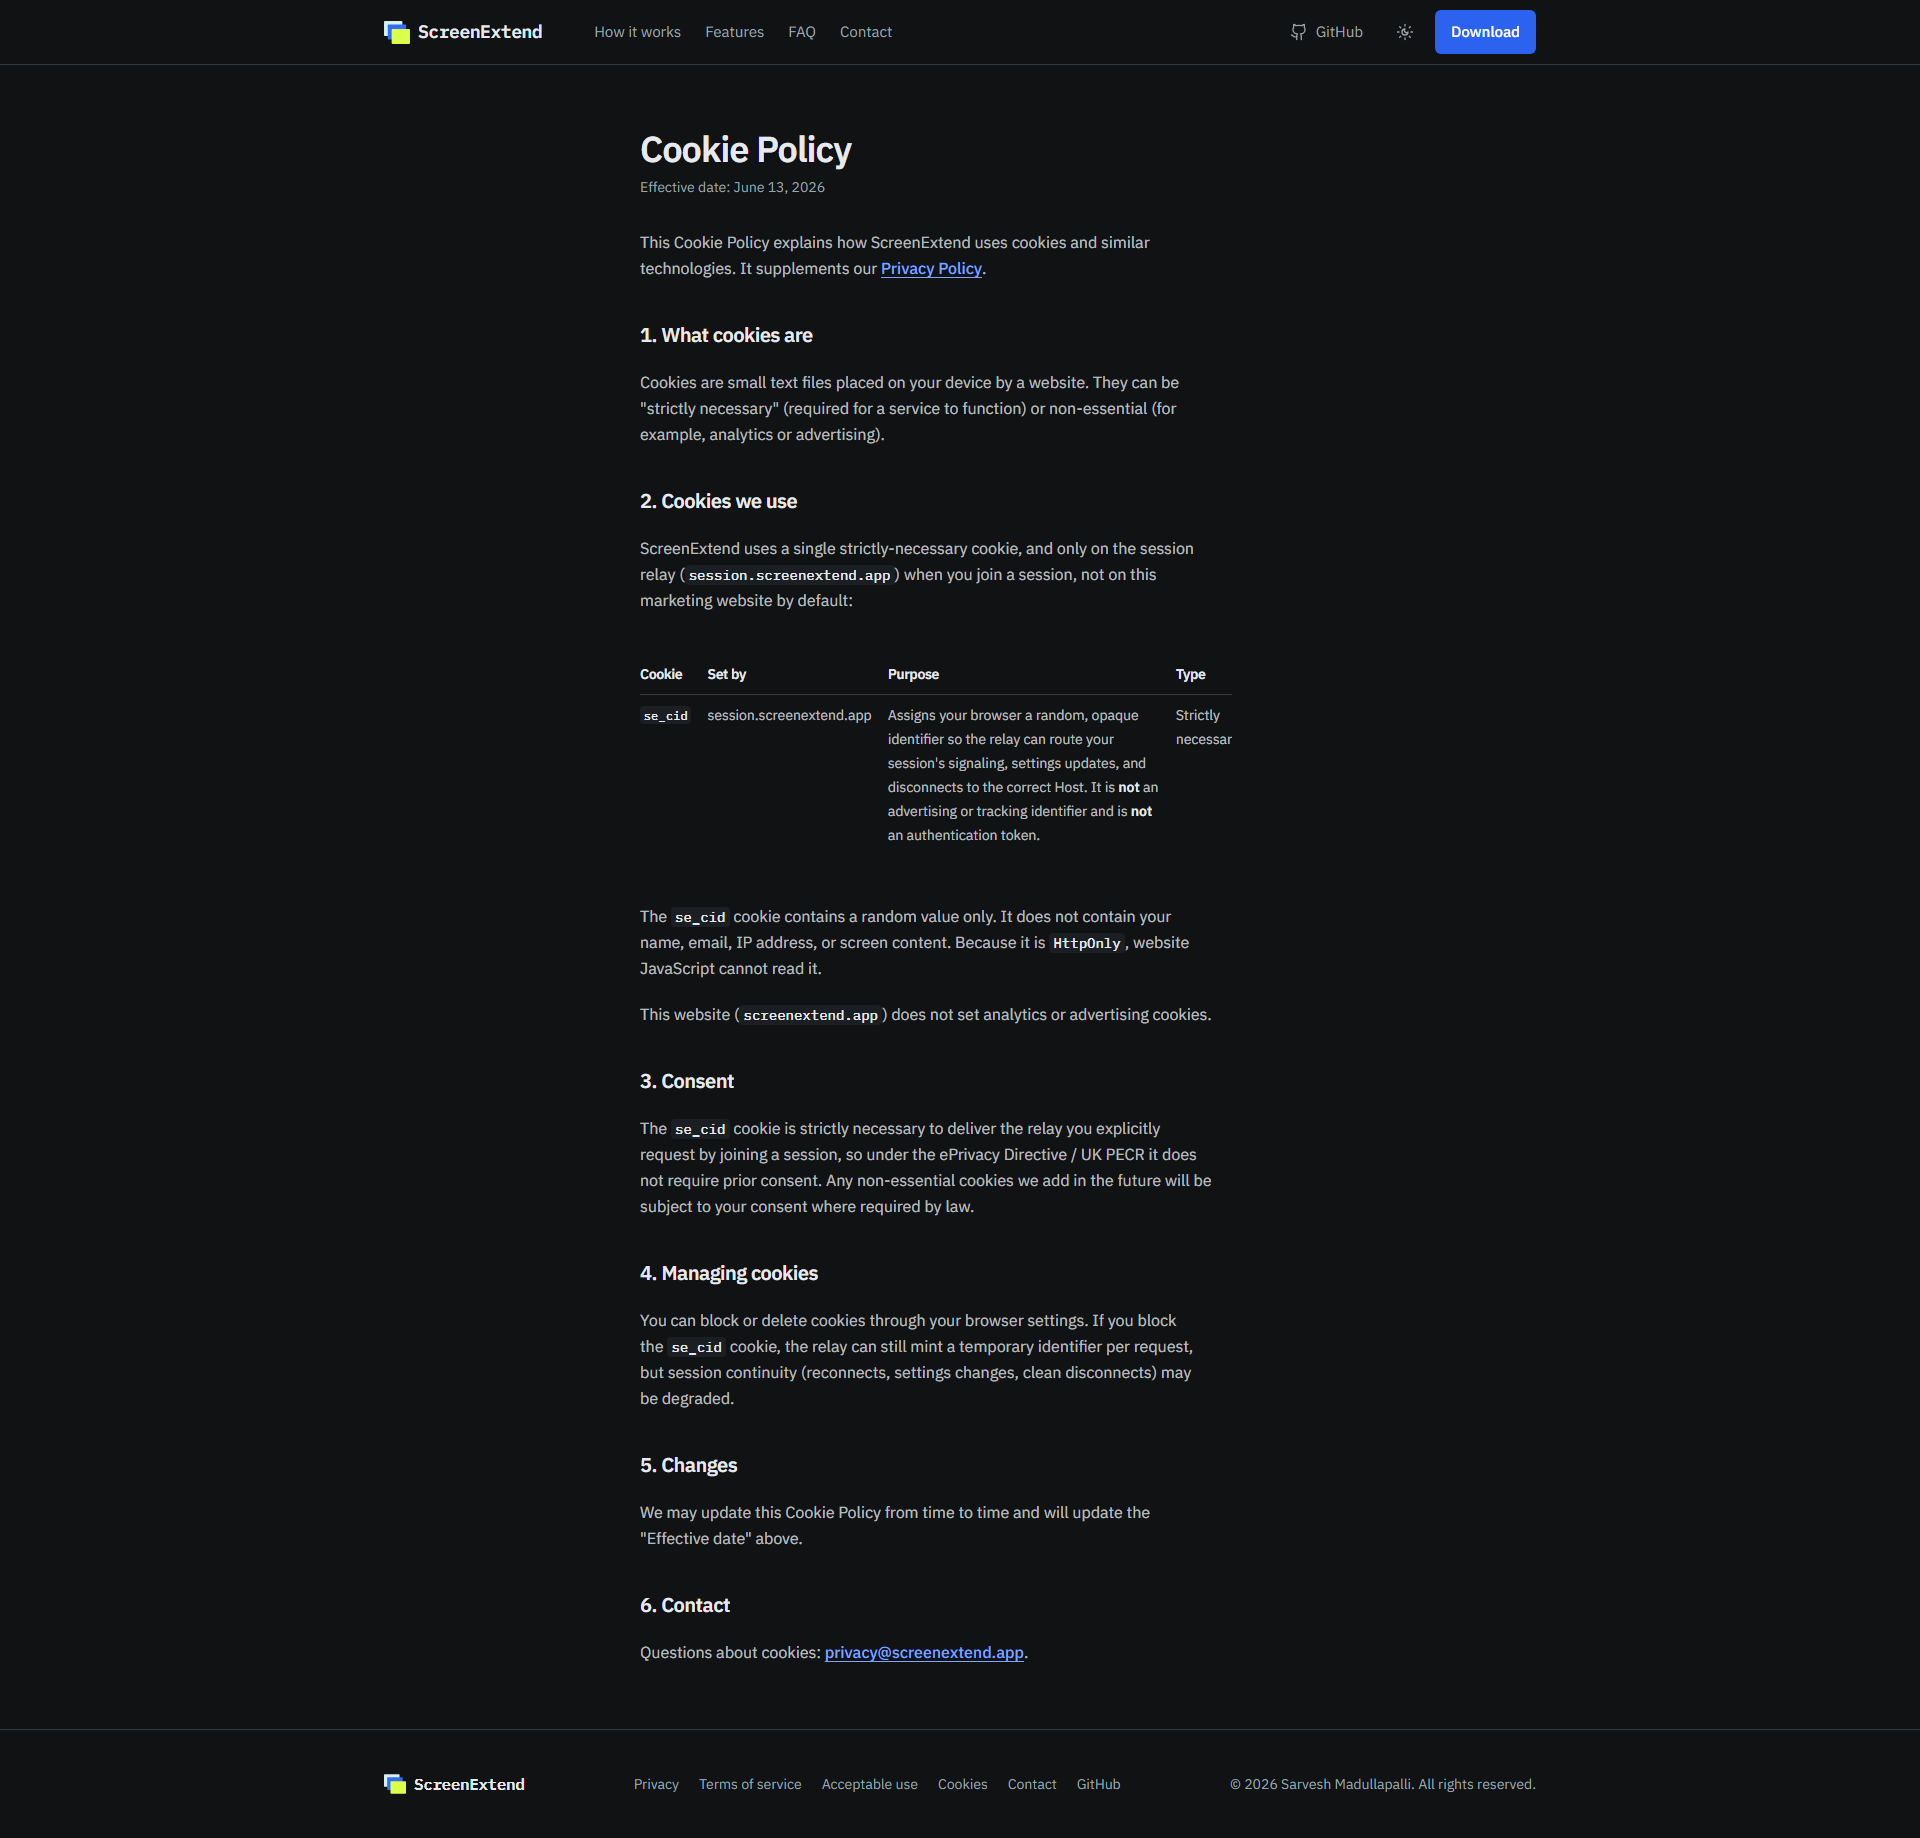 ScreenExtend
How it works
Features
FAQ
Contact
GitHub
Download
Cookie Policy
Effective date: June 13, 2026
This Cookie Policy explains how ScreenExtend uses cookies and similar
technologies. It supplements our Privacy Policy.
1. What cookies are
Cookies are small text files placed on your device by a website. They can be
"strictly necessary" (required for a service to function) or non-essential (for
example, analytics or advertising).
2. Cookies we use
ScreenExtend uses a single strictly-necessary cookie, and only on the session
relay (session.screenextend.app) when you join a session, not on this
marketing website by default:
Cookie Set by Purpose Type
se_cid session.screenextend.app Assigns your browser a random, opaque Strictly
identifier so the relay can route your necessar
session's signaling, settings updates, and
disconnects to the correct Host. It is not an
advertising or tracking identifier and is not
an authentication token.
The se_cid cookie contains a random value only. It does not contain your
name, email, IP address, or screen content. Because it is HttpOnly, website
JavaScript cannot read it.
This website (screenextend.app) does not set analytics or advertising cookies.
3. Consent
The se_cid cookie is strictly necessary to deliver the relay you explicitly
request by joining a session, so under the ePrivacy Directive / UK PECR it does
not require prior consent. Any non-essential cookies we add in the future will be
subject to your consent where required by law.
4. Managing cookies
You can block or delete cookies through your browser settings. If you block
the se_cid cookie, the relay can still mint a temporary identifier per request,
but session continuity (reconnects, settings changes, clean disconnects) may
be degraded.
5. Changes
We may update this Cookie Policy from time to time and will update the
"Effective date" above.
6. Contact
Questions about cookies: privacy@screenextend.app.
ScreenExtend
Privacy
Terms of service
Acceptable use
Cookies
Contact
GitHub
© 2026 Sarvesh Madullapalli. All rights reserved.